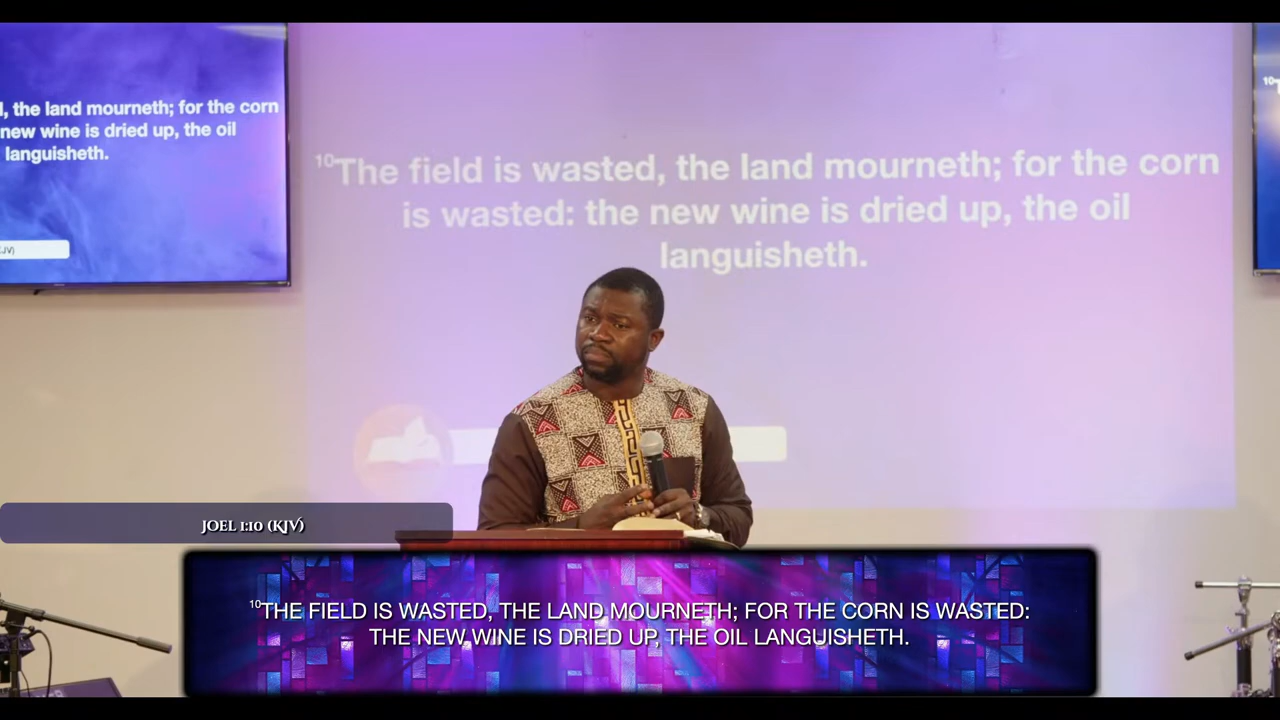 l, the land mourneth; for the corn
new wine is dried up, the oil
languisheth.
JV)
10The field is wasted, the land mourneth; for the corn
is wasted: the new wine is dried up, the oil
languisheth.
10
JOEL 1:10 (KJV)
10THE FIELD IS WASTED, THE LAND MOURNETH; FOR THE CORN IS WASTED:
THE NEW WINE IS DRIED UP, THE OIL LANGUISHETH.